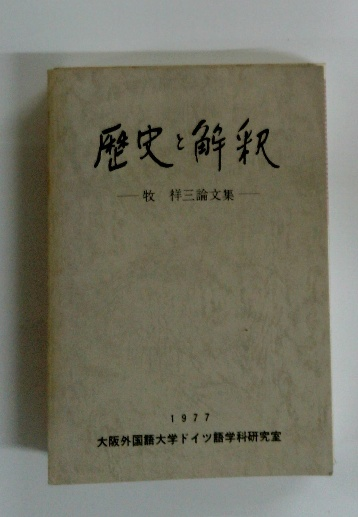 歴史と解釈
― 牧 祥三論文集 ―
1977
大阪外国語大学ドイツ語学科研究室